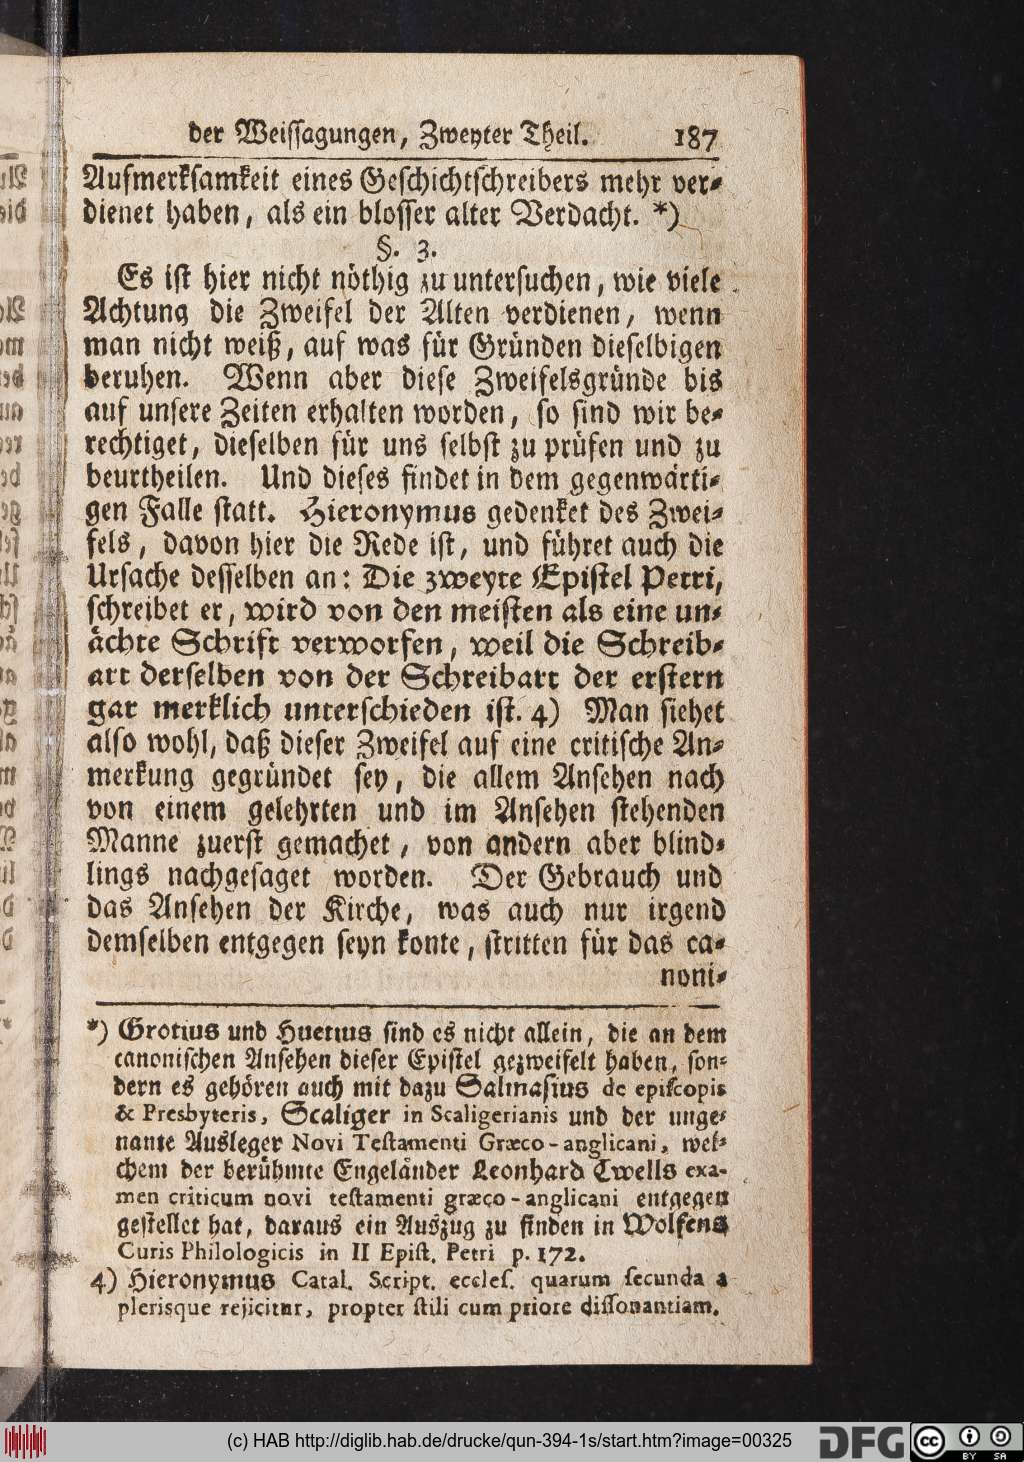 der Weissagungen, Zweyter Theil. 187
Aufmerksamkeit eines Geschichtschreibers mehr ver-
dienet haben, als ein blosser alter Verdacht. *)
§. 3.
Es ist hier nicht nöthig zu untersuchen, wie viele
Achtung die Zweifel der Alten verdienen, wenn
man nicht weiß, auf was für Gründen dieselbigen
beruhen. Wenn aber diese Zweifelsgründe bis
auf unsere Zeiten erhalten worden, so sind wir be-
rechtiget, dieselben für uns selbst zu prüfen und zu
beurtheilen. Und dieses findet in dem gegenwärti-
gen Falle statt. Hieronymus gedenket des Zwei-
fels, davon hier die Rede ist, und führet auch die
Ursache desselben an: Die zweyte Epistel Petri,
schreibet er, wird von den meisten als eine un-
ächte Schrift verworfen, weil die Schreib-
art derselben von der Schreibart der erstern
gar merklich unterschieden ist. 4) Man siehet
also wohl, daß dieser Zweifel auf eine critische An-
merkung gegründet sey, die allem Ansehen nach
von einem gelehrten und im Ansehen stehenden
Manne zuerst gemachet, von andern aber blind-
lings nachgesaget worden. Der Gebrauch und
das Ansehen der Kirche, was auch nur irgend
demselben entgegen seyn konte, stritten für das ca-
noni-
*) Grotius und Huetius sind es nicht allein, die an dem
canonischen Ansehen dieser Epistel gezweifelt haben, son-
dern es gehören auch mit dazu Salmasius de episcopis
& Presbyteris, Scaliger in Scaligerianis und der unge-
nante Ausleger Novi Testamenti Græco-anglicani, wel-
chem der berühmte Engeländer Leonhard Twells exa-
men criticum novi testamenti græco-anglicani entgegen
gestellet hat, daraus ein Auszug zu finden in Wolfens
Curis Philologicis in II Epist. Petri p. 172.
4) Hieronymus Catal. Script. eccles. quarum secunda a
plerisque rejicitur, propter stili cum priore dissonantiam.
(c) HAB http://diglib.hab.de/drucke/qun-394-1s/start.htm?image=00325
DFG
cc
BY SA